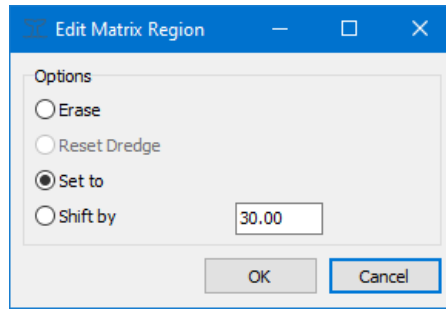 Edit Matrix Region
Options
Erase
Reset Dredge
Set to
Shift by 30.00
OK Cancel